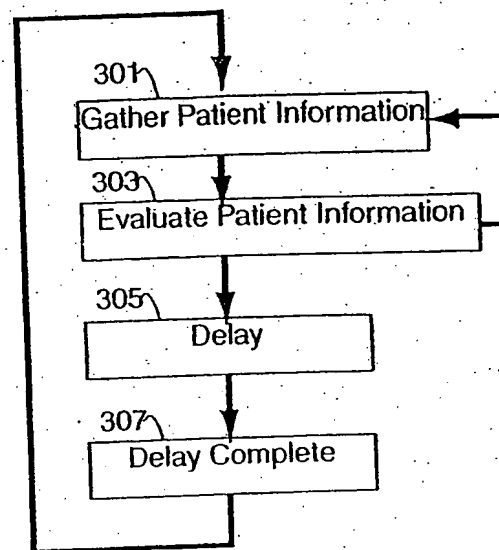 301
Gather Patient Information
303
Evaluate Patient Information
305
Delay
307
Delay Complete